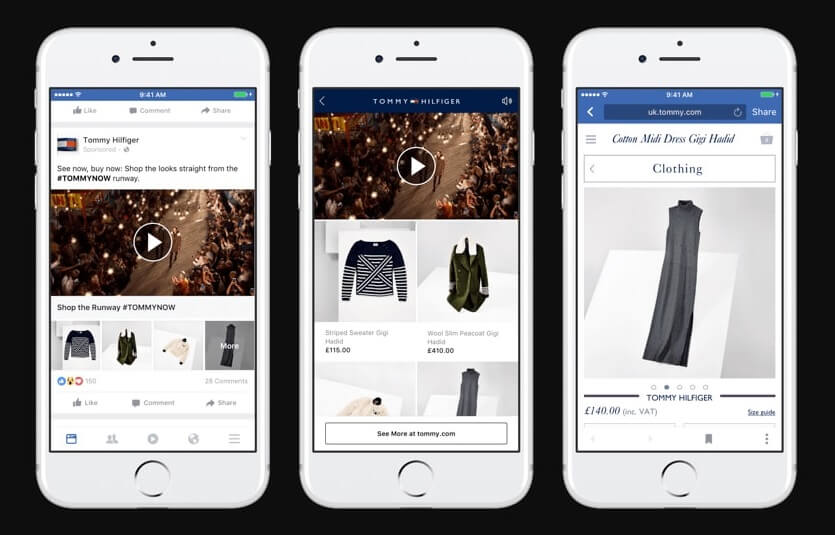 9:41 AM
Like Comment Share
Tommy Hilfiger
Sponsored ·
See now, buy now: Shop the looks straight from the
#TOMMYNOW runway.
Shop the Runway #TOMMYNOW
More
150
28 Comments
Like Comment Share
9:41 AM
TOMMY HILFIGER
Striped Sweater Gigi
Hadid
£115.00
Wool Slim Peacoat Gigi
Hadid
£410.00
See More at tommy.com
9:41 AM
uk.tommy.com Share
Cotton Midi Dress Gigi Hadid
Clothing
TOMMY HILFIGER
£140.00 (inc. VAT) Size guide